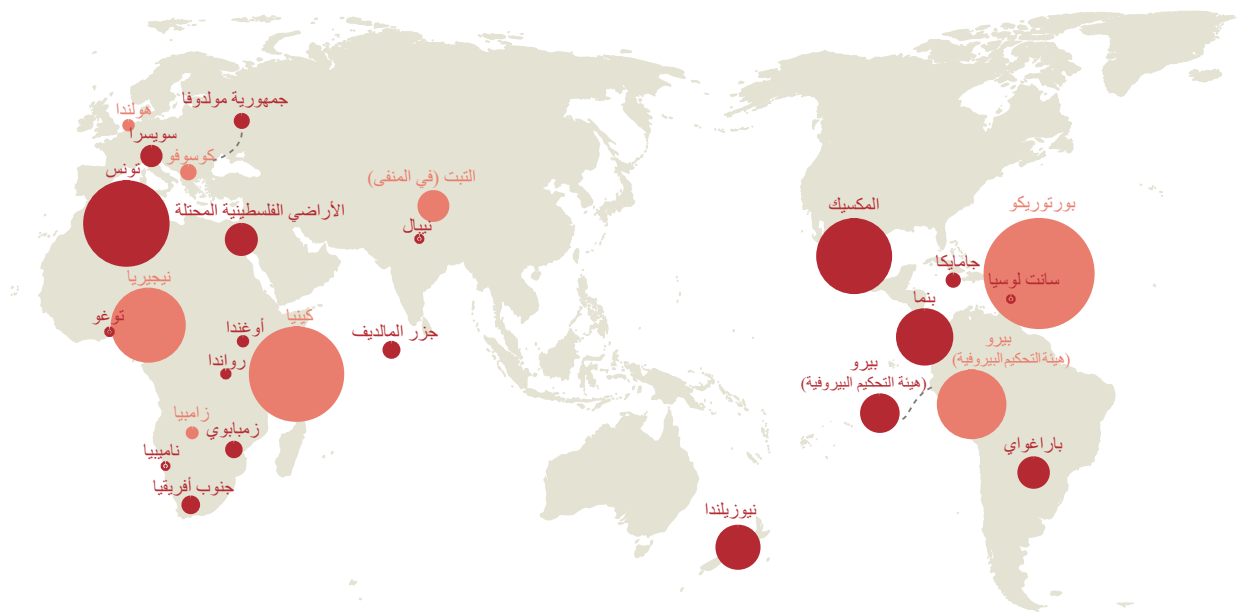 جمهورية مولدوفا
هولندا
سويسرا
كوسوفو
تونس
التبت (في المنفى)
الأراضي الفلسطينية المحتلة
نيبال
المكسيك
بورتوريكو
جامايكا
سانت لوسيا
نيجيريا
بنما
توغو
كينيا
أوغندا
جزر المالديف
رواندا
بيرو
(هيئة التحكيم البيروفية)
بيرو
(هيئة التحكيم البيروفية)
زامبيا
زمبابوي
ناميبيا
باراغواي
جنوب أفريقيا
نيوزيلندا